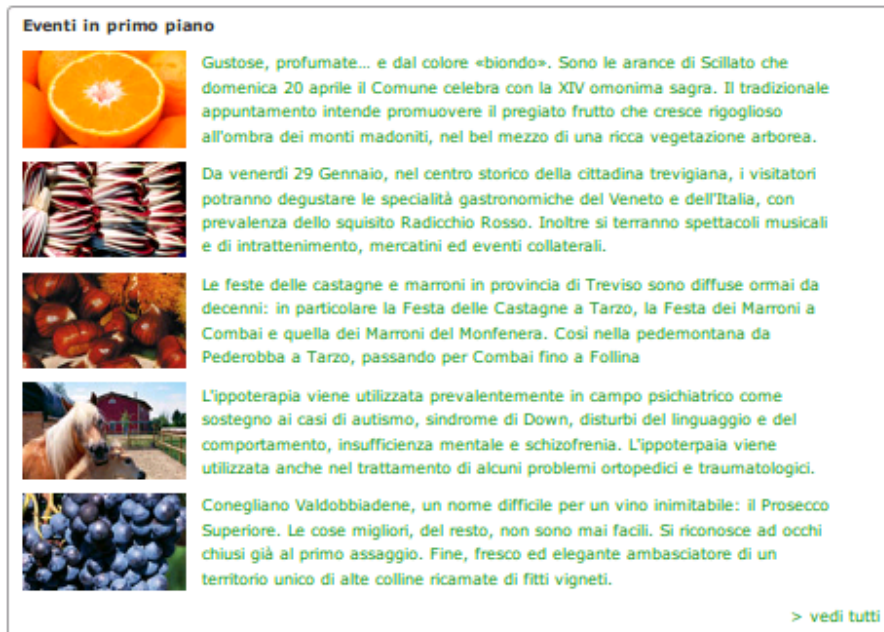 Eventi in primo piano
Gustose, profumate... e dal colore «biondo». Sono le arance di Scillato che
domenica 20 aprile il Comune celebra con la XIV omonima sagra. Il tradizionale
appuntamento intende promuovere il pregiato frutto che cresce rigoglioso
all'ombra dei monti madoniti, nel bel mezzo di una ricca vegetazione arborea.
Da venerdì 29 Gennaio, nel centro storico della cittadina trevigiana, i visitatori
potranno degustare le specialità gastronomiche del Veneto e dell'Italia, con
prevalenza dello squisito Radicchio Rosso. Inoltre si terranno spettacoli musicali
e di intrattenimento, mercatini ed eventi collaterali.
Le feste delle castagne e marroni in provincia di Treviso sono diffuse ormai da
decenni: in particolare la Festa delle Castagne a Tarzo, la Festa dei Marroni a
Combai e quella dei Marroni del Monfenera. Così nella pedemontana da
Pederobba a Tarzo, passando per Combai fino a Follina
L'ippoterapia viene utilizzata prevalentemente in campo psichiatrico come
sostegno ai casi di autismo, sindrome di Down, disturbi del linguaggio e del
comportamento, insufficienza mentale e schizofrenia. L'ippoterpaia viene
utilizzata anche nel trattamento di alcuni problemi ortopedici e traumatologici.
Conegliano Valdobbiadene, un nome difficile per un vino inimitabile: il Prosecco
Superiore. Le cose migliori, del resto, non sono mai facili. Si riconosce ad occhi
chiusi già al primo assaggio. Fine, fresco ed elegante ambasciatore di un
territorio unico di alte colline ricamate di fitti vigneti.
> vedi tutti